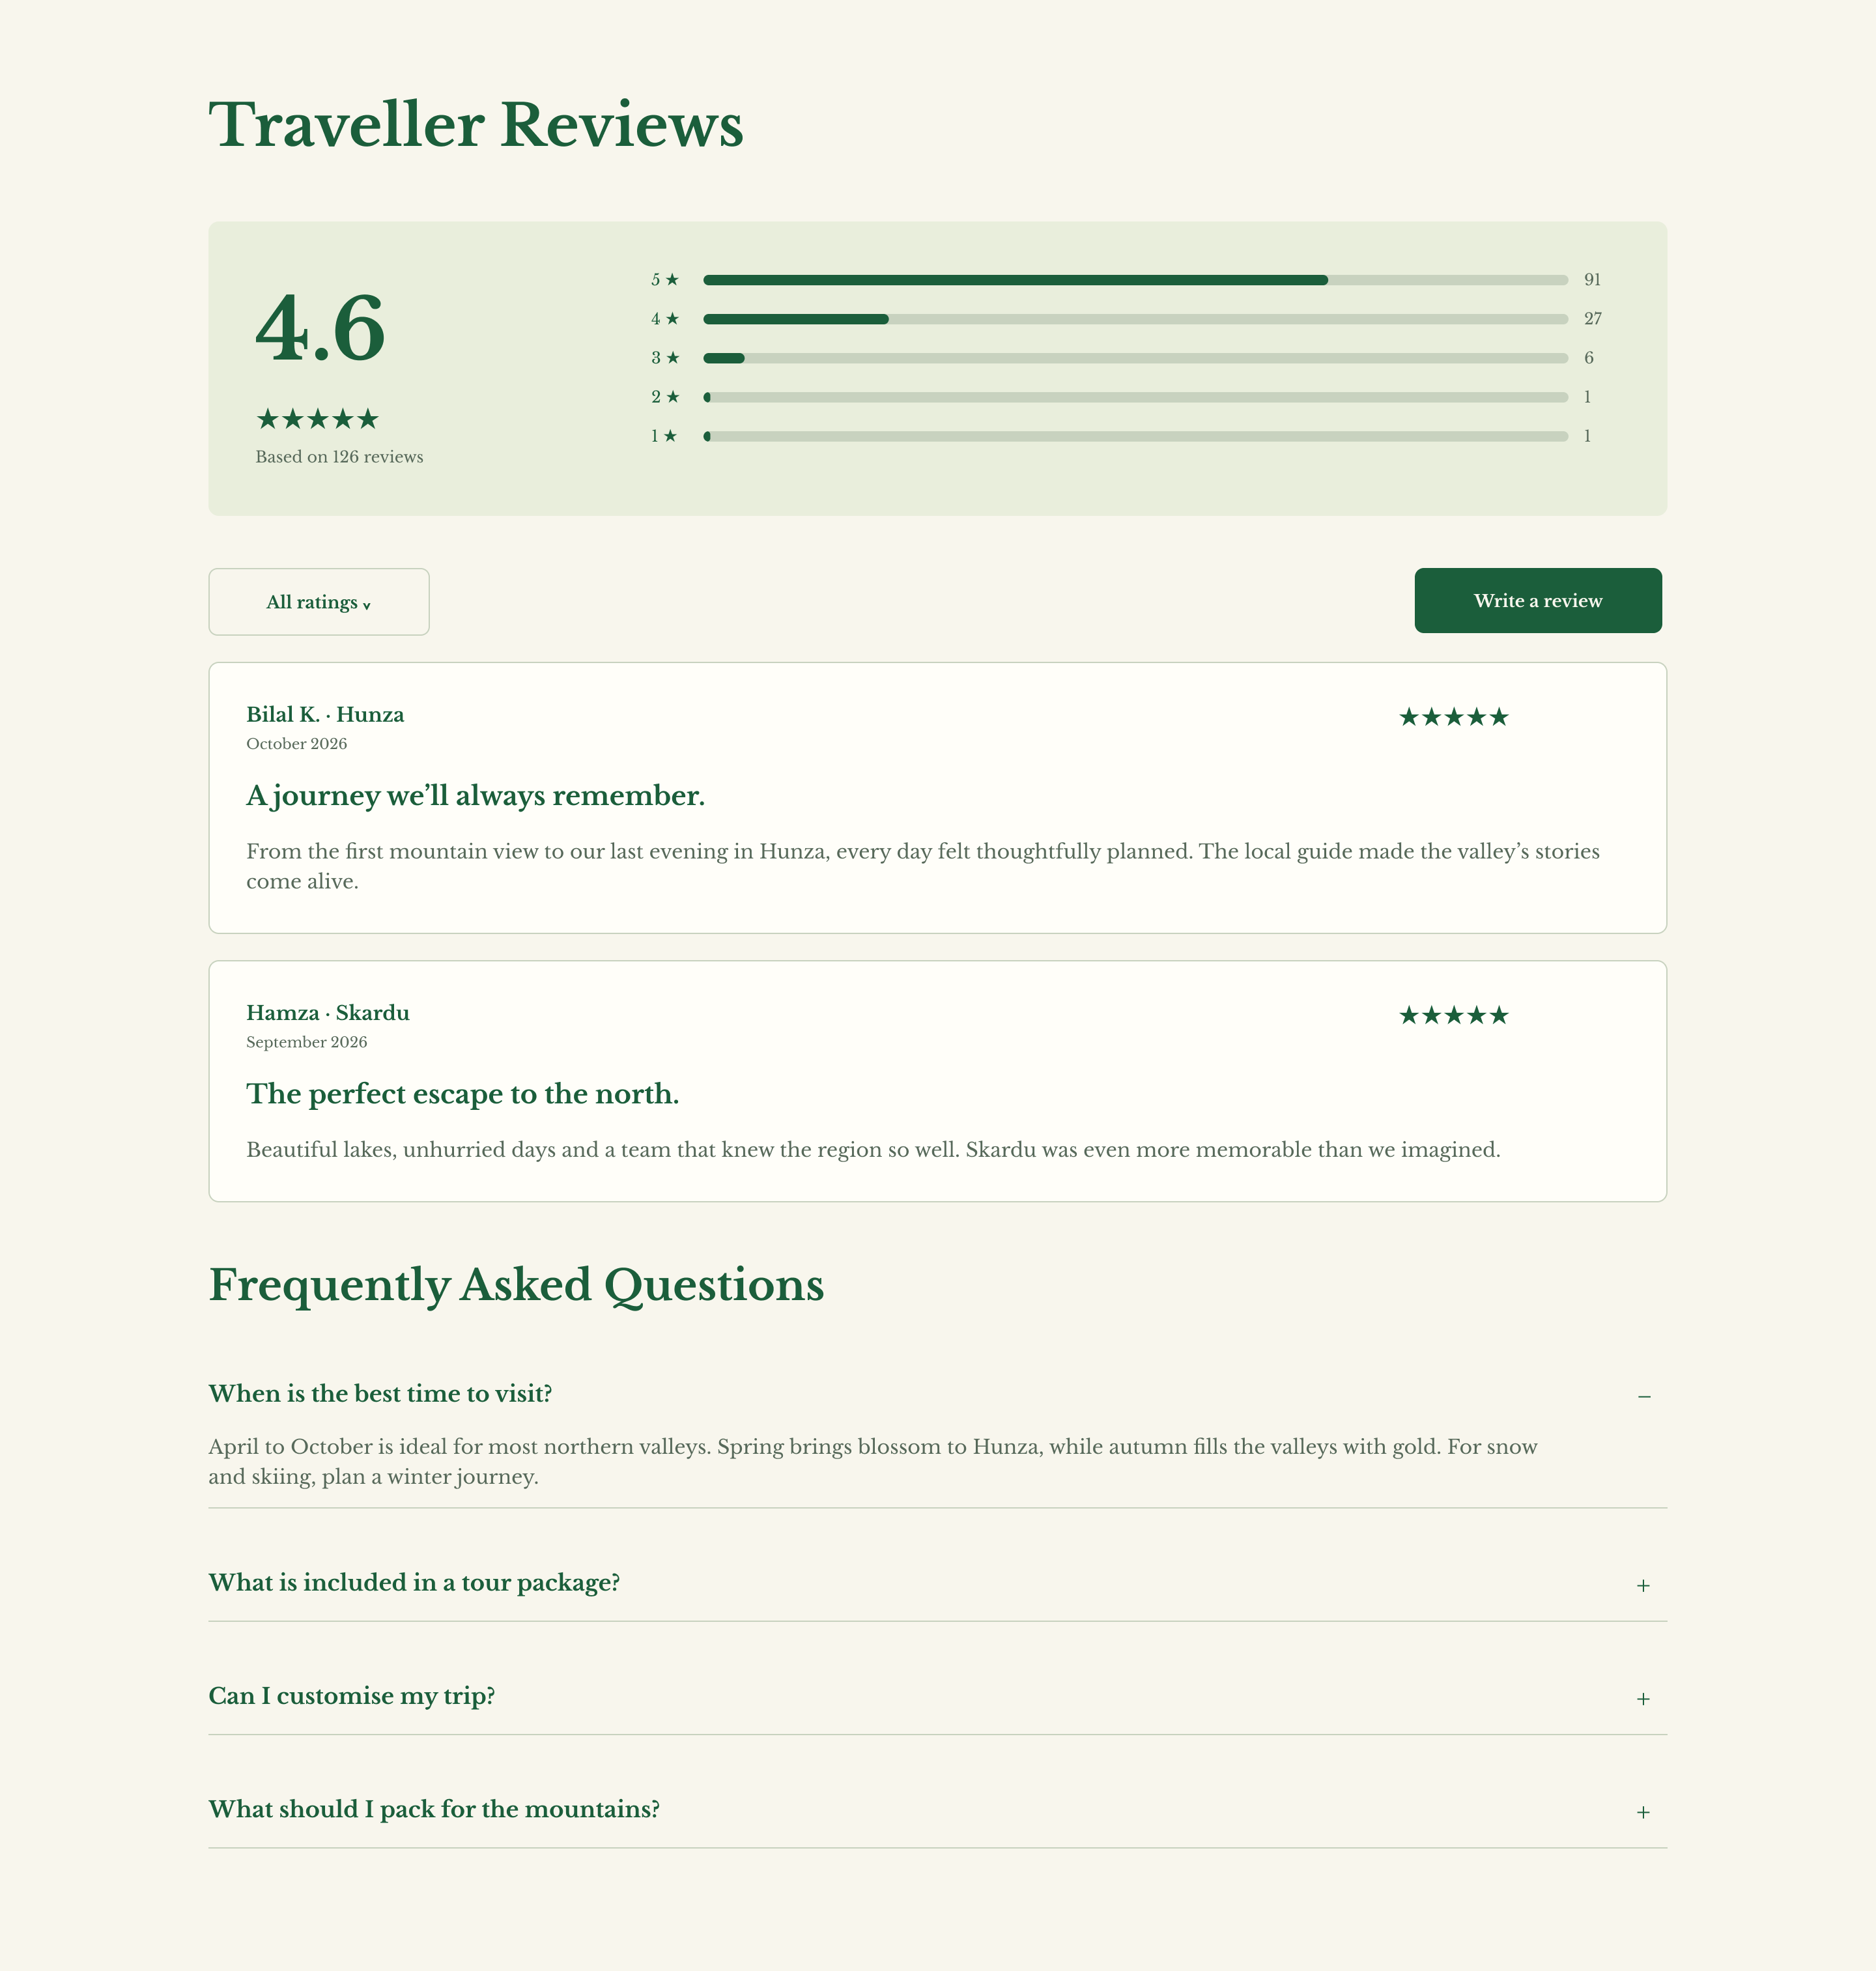 Traveller Reviews
4.6
★★★★★
Based on 126 reviews
5 ★ 91
4 ★ 27
3 ★ 6
2 ★ 1
1 ★ 1
All ratings v
Write a review
Bilal K. · Hunza ★★★★★
October 2026
A journey we’ll always remember.
From the first mountain view to our last evening in Hunza, every day felt thoughtfully planned. The local guide made the valley’s stories
come alive.
Hamza · Skardu ★★★★★
September 2026
The perfect escape to the north.
Beautiful lakes, unhurried days and a team that knew the region so well. Skardu was even more memorable than we imagined.
Frequently Asked Questions
When is the best time to visit? –
April to October is ideal for most northern valleys. Spring brings blossom to Hunza, while autumn fills the valleys with gold. For snow
and skiing, plan a winter journey.
What is included in a tour package? +
Can I customise my trip? +
What should I pack for the mountains? +